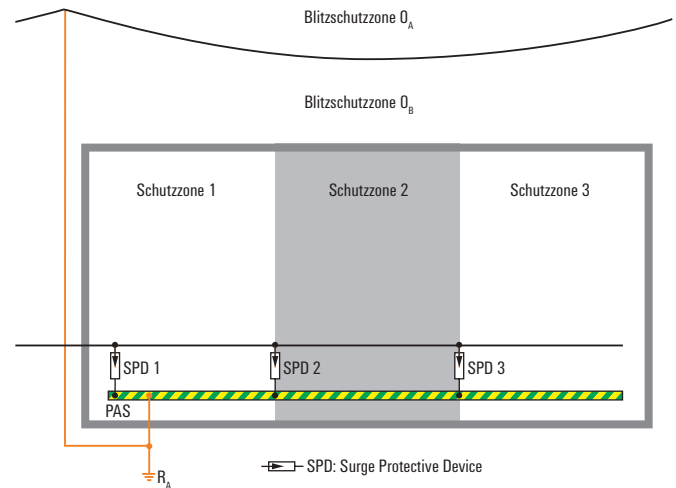 Blitzschutzzone 0A
Blitzschutzzone 0B
Schutzzone 1
Schutzzone 2
Schutzzone 3
SPD 1
SPD 2
SPD 3
PAS
RA
SPD: Surge Protective Device